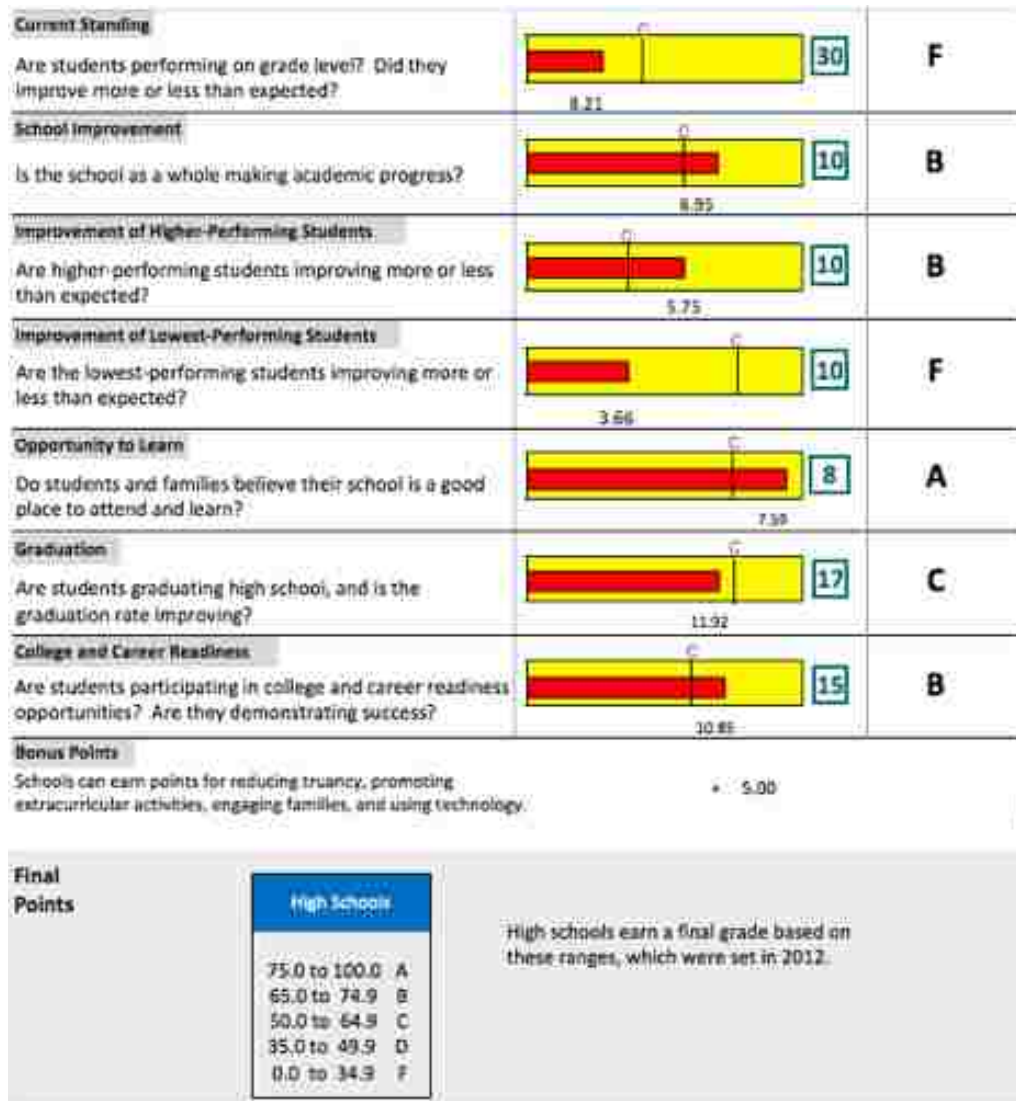 Current Standing
Are students performing on grade level? Did they
improve more or less than expected?
C
30
F
8.21
School Improvement
Is the school as a whole making academic progress?
C
10
B
6.95
Improvement of Higher-Performing Students
Are higher-performing students improving more or less
than expected?
C
10
B
5.75
Improvement of Lowest-Performing Students
Are the lowest-performing students improving more or
less than expected?
C
10
F
3.66
Opportunity to Learn
Do students and families believe their school is a good
place to attend and learn?
C
8
A
Graduation
Are students graduating high school, and is the
graduation rate improving?
C
17
C
11.92
College and Career Readiness
Are students participating in college and career readiness
opportunities? Are they demonstrating success?
C
15
B
Bonus Points
Schools can earn points for reducing truancy, promoting
extracurricular activities, engaging families, and using technology.
+ 5.00
Final
Points
High Schools
75.0 to 100.0 A
65.0 to 74.9 B
50.0 to 64.9 C
35.0 to 49.9 D
0.0 to 34.9 F
High schools earn a final grade based on
these ranges, which were set in 2012.